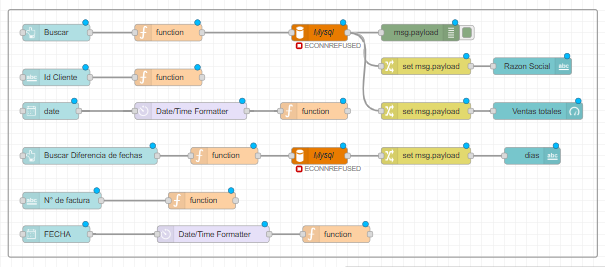 Buscar function Mysql msg.payload
ECONNREFUSED
set msg.payload Razon Social
Id Cliente function
date Date/Time Formatter function set msg.payload Ventas totales
Buscar Diferencia de fechas function Mysql set msg.payload dias
ECONNREFUSED
N° de factura function
FECHA Date/Time Formatter function